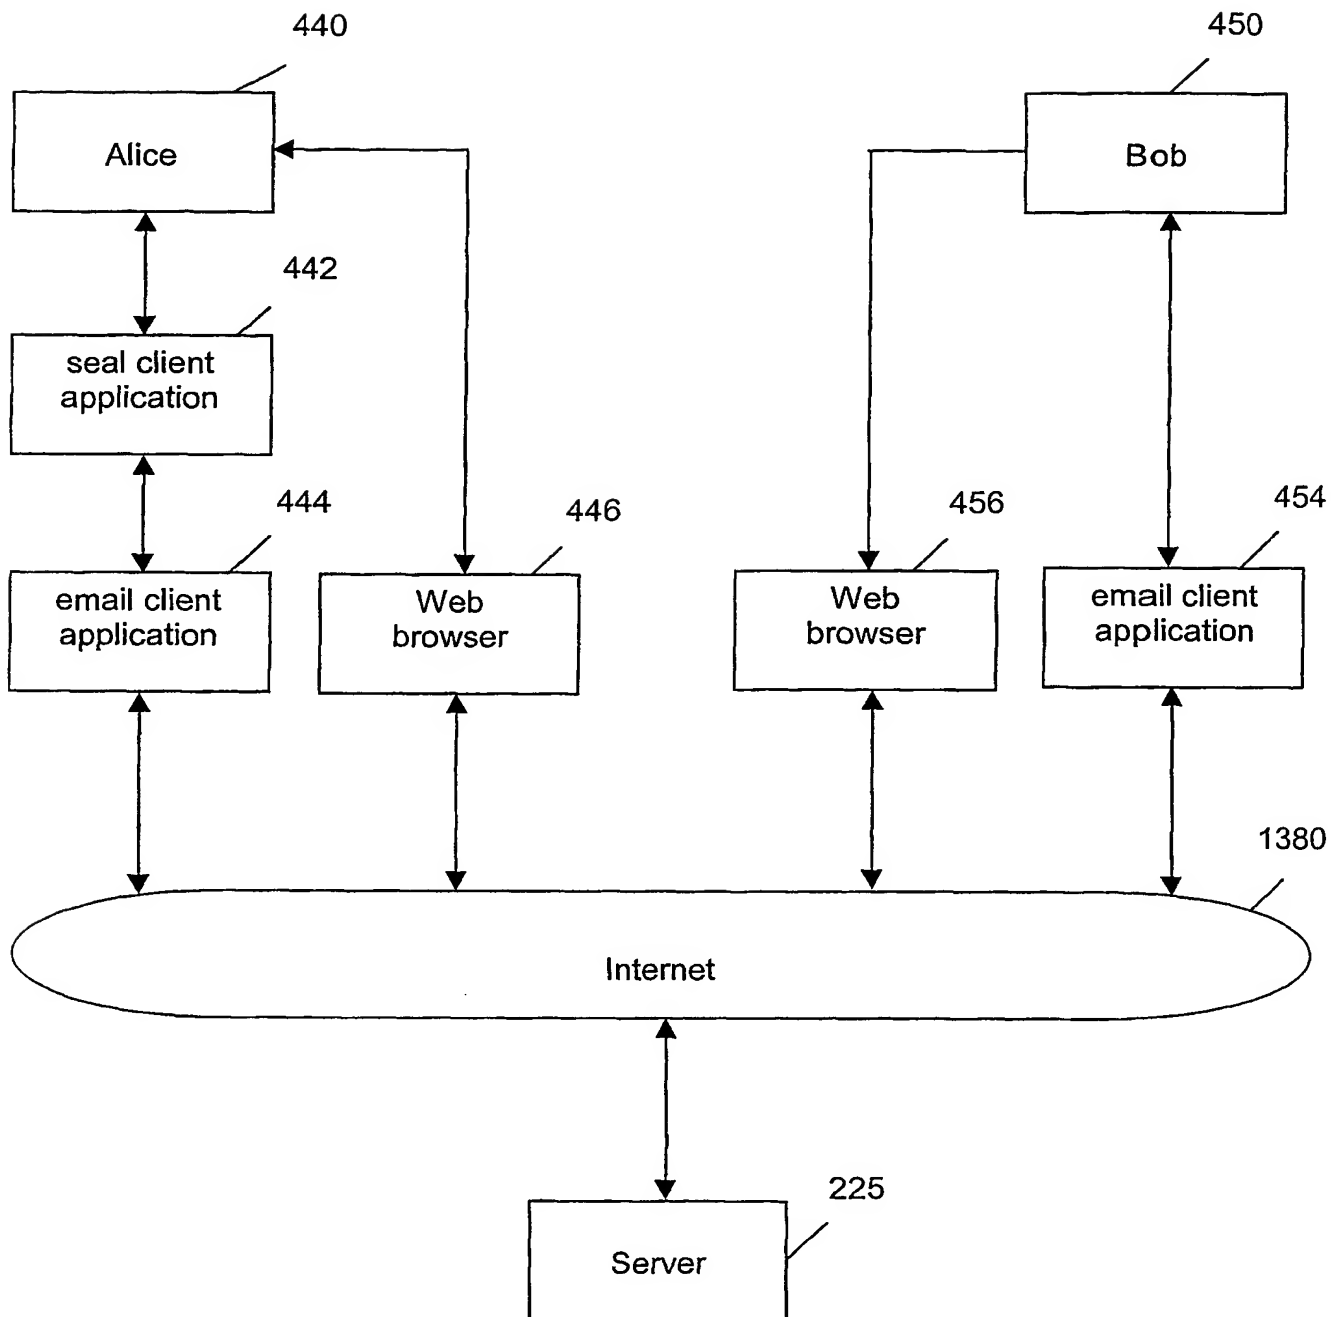 440
450
Alice
Bob
442
seal client
application
444
446
456
454
email client
application
Web
browser
Web
browser
email client
application
1380
Internet
225
Server